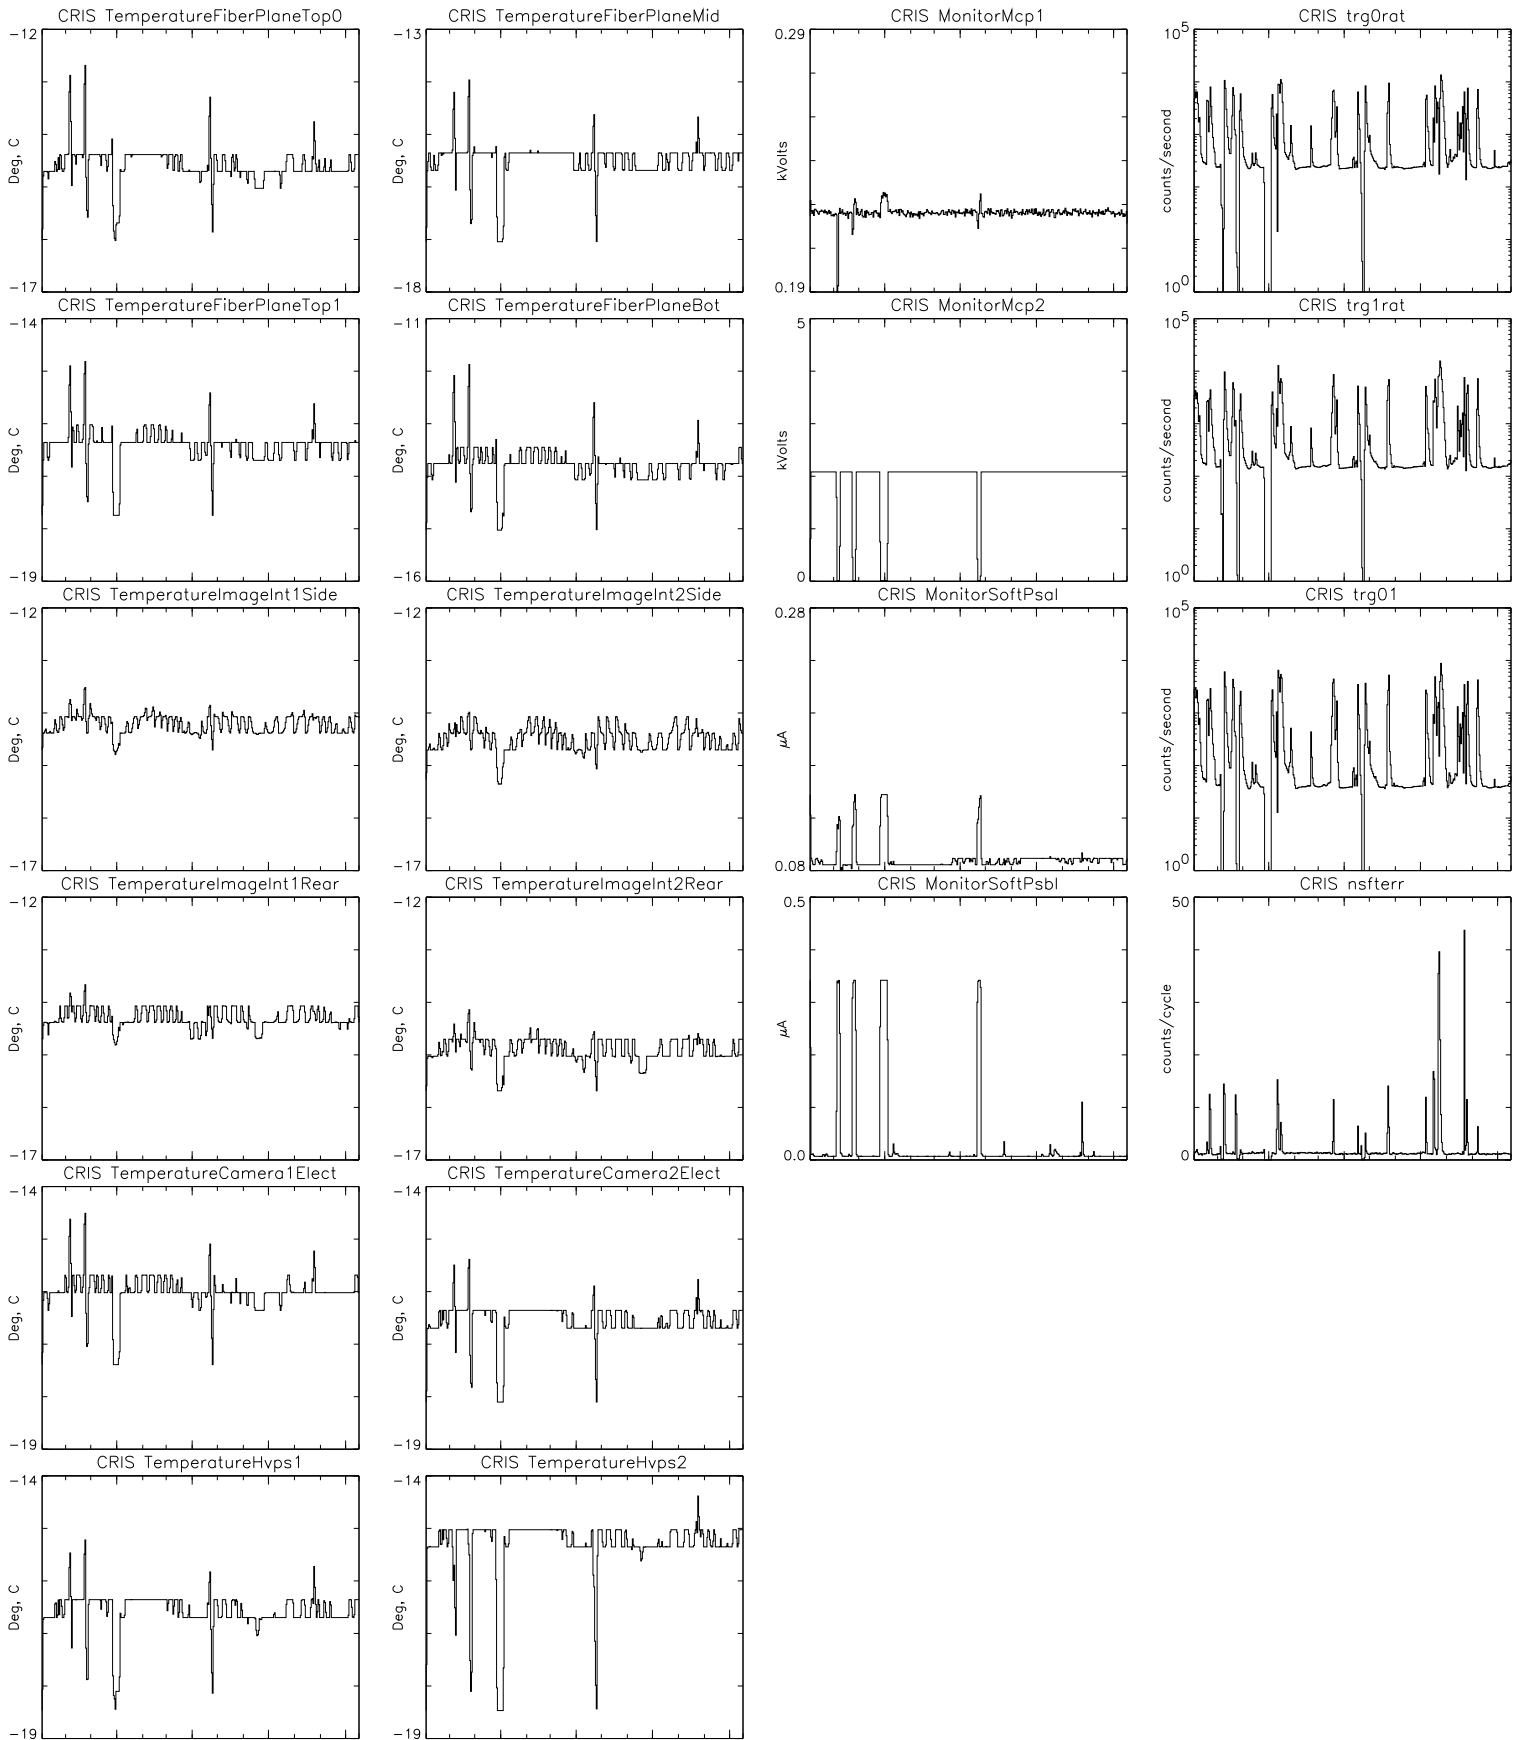 CRIS TemperatureFiberPlaneTop0
-12
Deg, C
-17
CRIS TemperatureFiberPlaneMid
-13
Deg, C
-18
CRIS MonitorMcp1
0.29
kVolts
0.19
CRIS trg0rat
10^5
counts/second
10^0
CRIS TemperatureFiberPlaneTop1
-14
Deg, C
-19
CRIS TemperatureFiberPlaneBot
-11
Deg, C
-16
CRIS MonitorMcp2
5
kVolts
0
CRIS trg1rat
10^5
counts/second
10^0
CRIS TemperatureImageInt1Side
-12
Deg, C
-17
CRIS TemperatureImageInt2Side
-12
Deg, C
-17
CRIS MonitorSoftPsaI
0.28
μA
0.08
CRIS trg01
10^5
counts/second
10^0
CRIS TemperatureImageInt1Rear
-12
Deg, C
-17
CRIS TemperatureImageInt2Rear
-12
Deg, C
-17
CRIS MonitorSoftPsbI
0.5
μA
0.0
CRIS nsfterr
50
counts/cycle
0
CRIS TemperatureCamera1Elect
-14
Deg, C
-19
CRIS TemperatureCamera2Elect
-14
Deg, C
-19
CRIS TemperatureHvps1
-14
Deg, C
-19
CRIS TemperatureHvps2
-14
Deg, C
-19